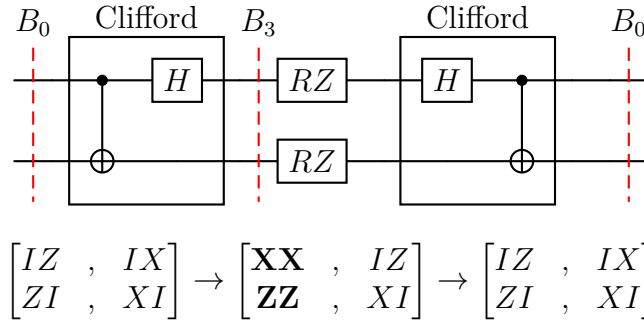 Clifford Clifford
B₀ B₃ B₀
H RZ H
RZ
[IZ , IX] → [XX , IZ] → [IZ , IX]
[ZI , XI] [ZZ , XI] [ZI , XI]